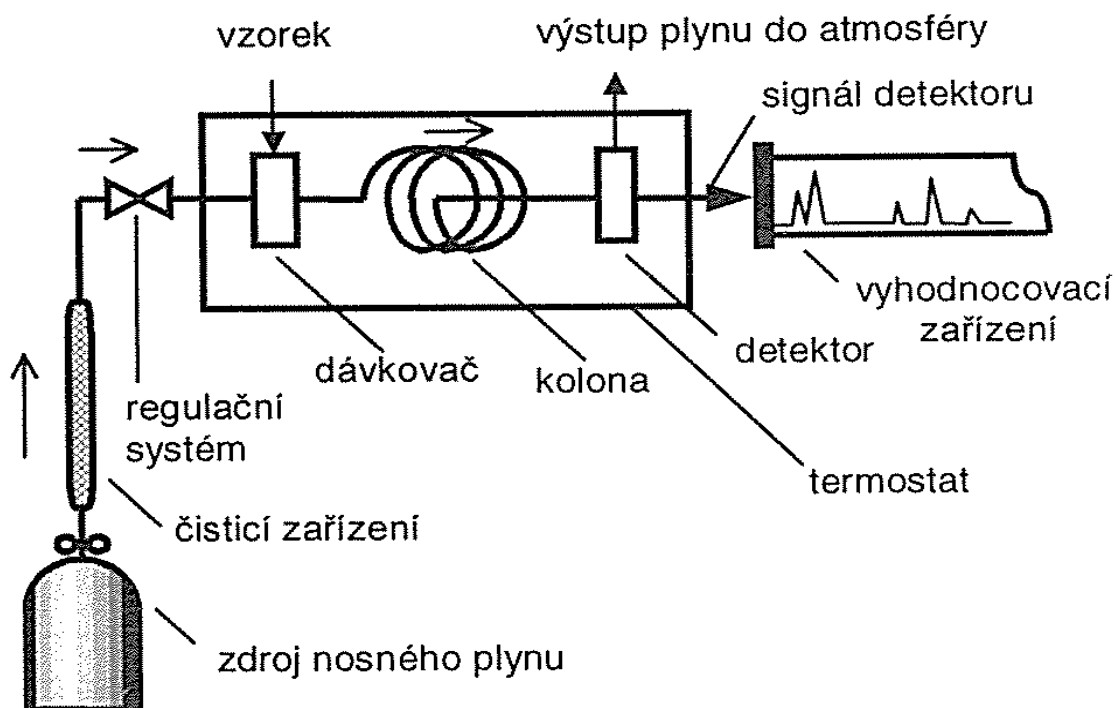 vzorek
výstup plynu do atmosféry
signál detektoru
vyhodnocovací
zařízení
detektor
dávkovač
kolona
regulační
systém
termostat
čisticí zařízení
zdroj nosného plynu